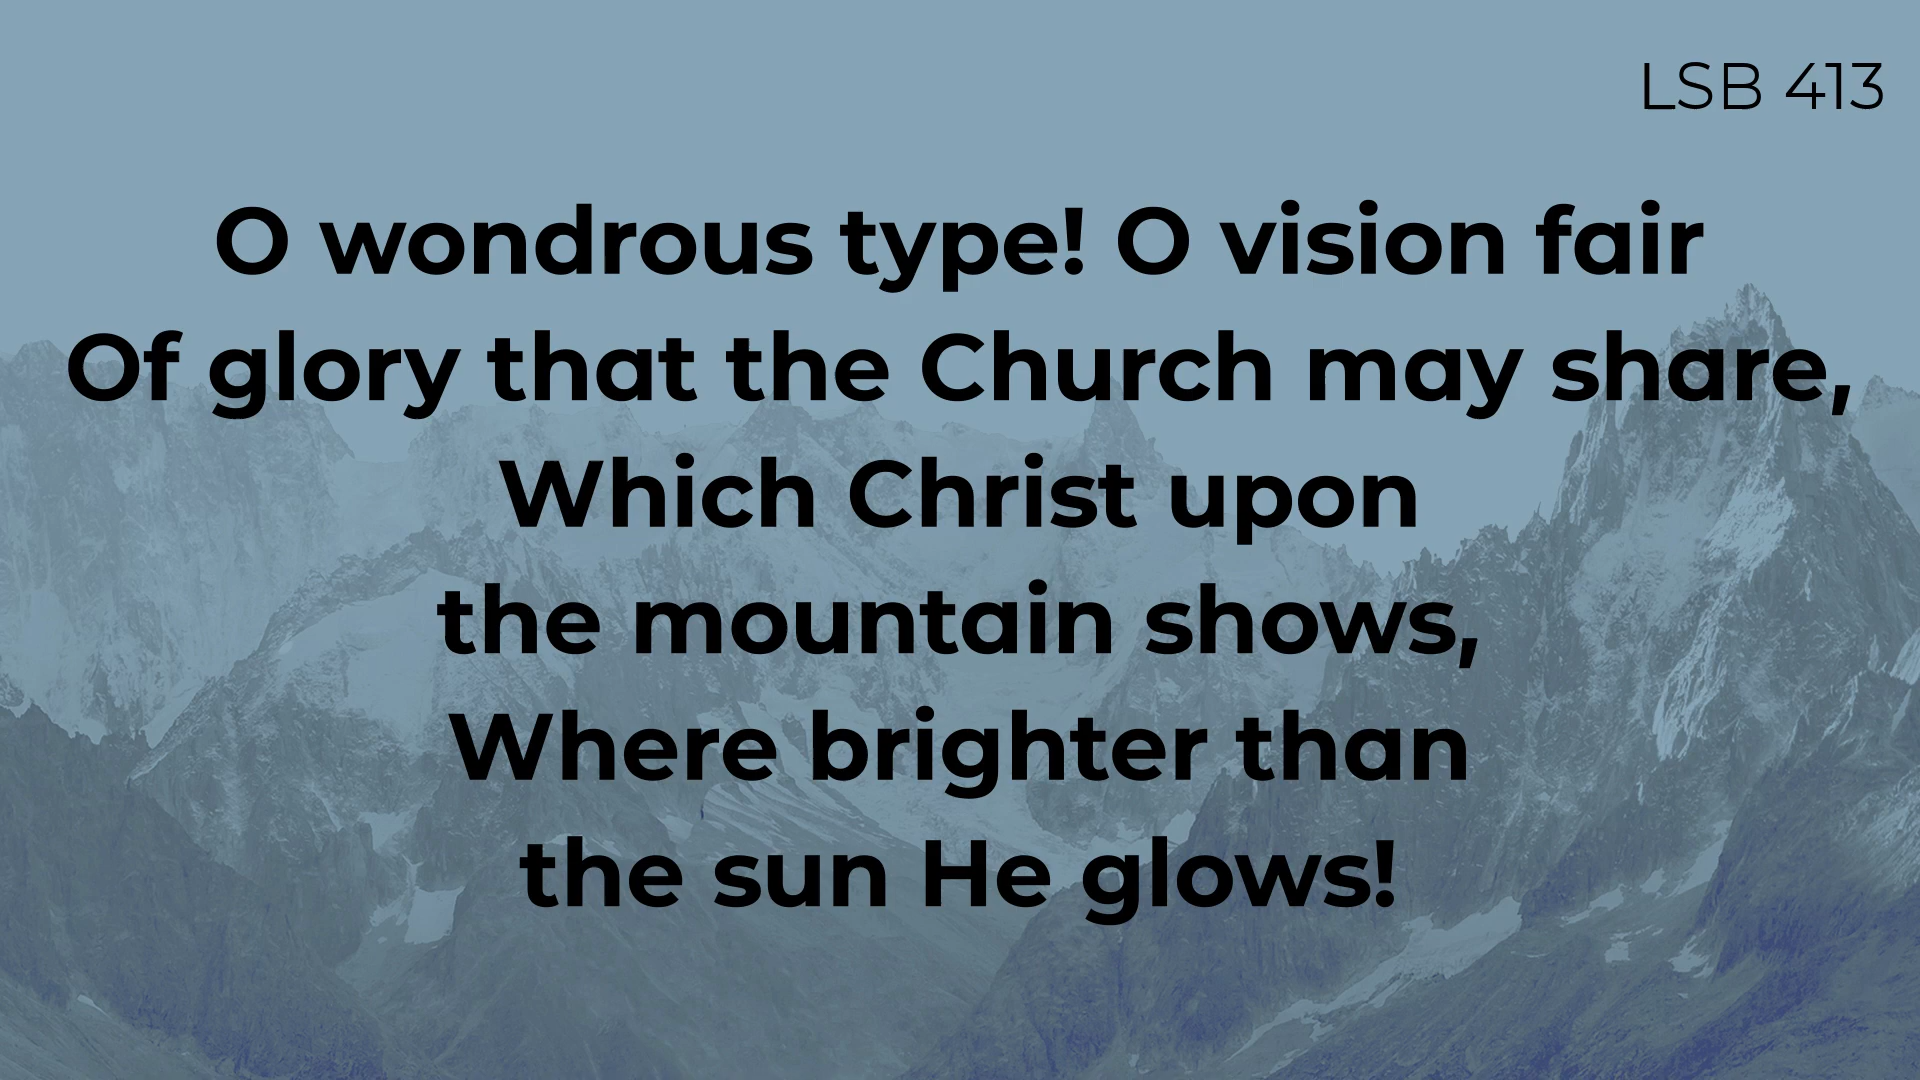 LSB 413
O wondrous type! O vision fair
Of glory that the Church may share,
Which Christ upon
the mountain shows,
Where brighter than
the sun He glows!